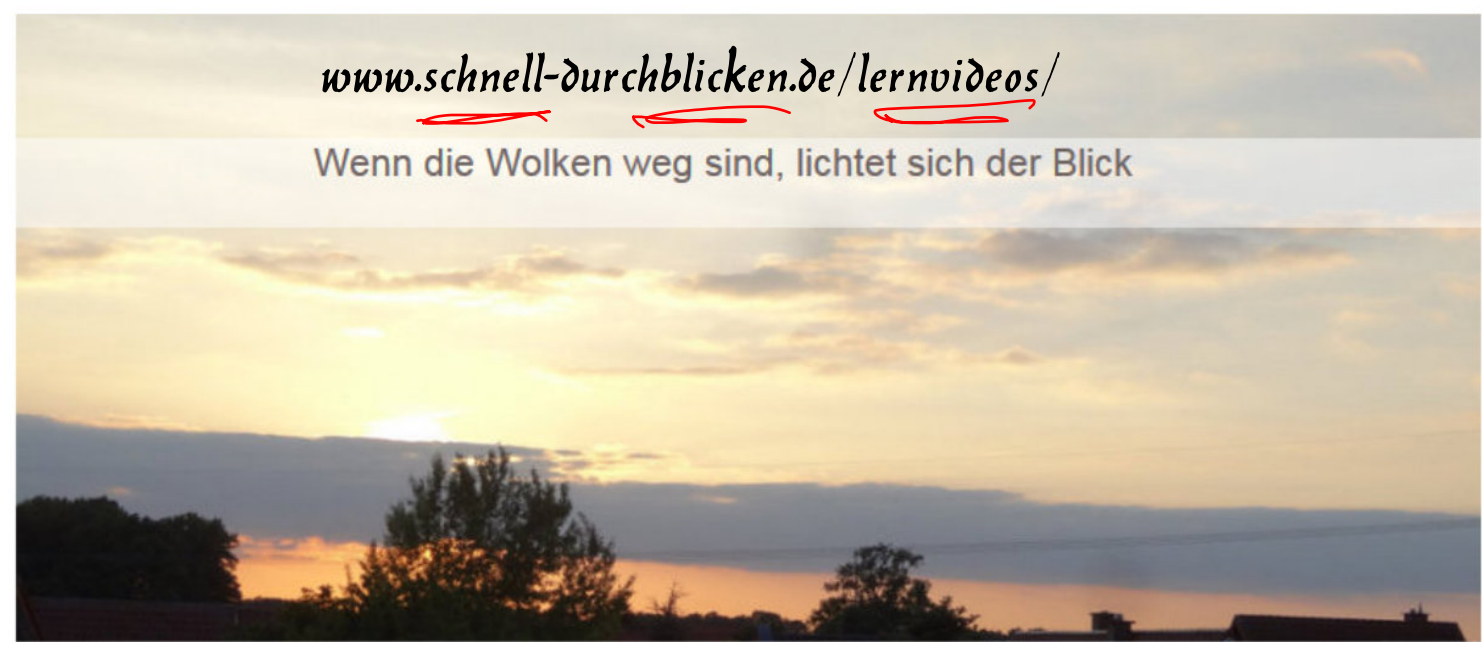 www.schnell-durchblicken.de/lernvideos/
Wenn die Wolken weg sind, lichtet sich der Blick